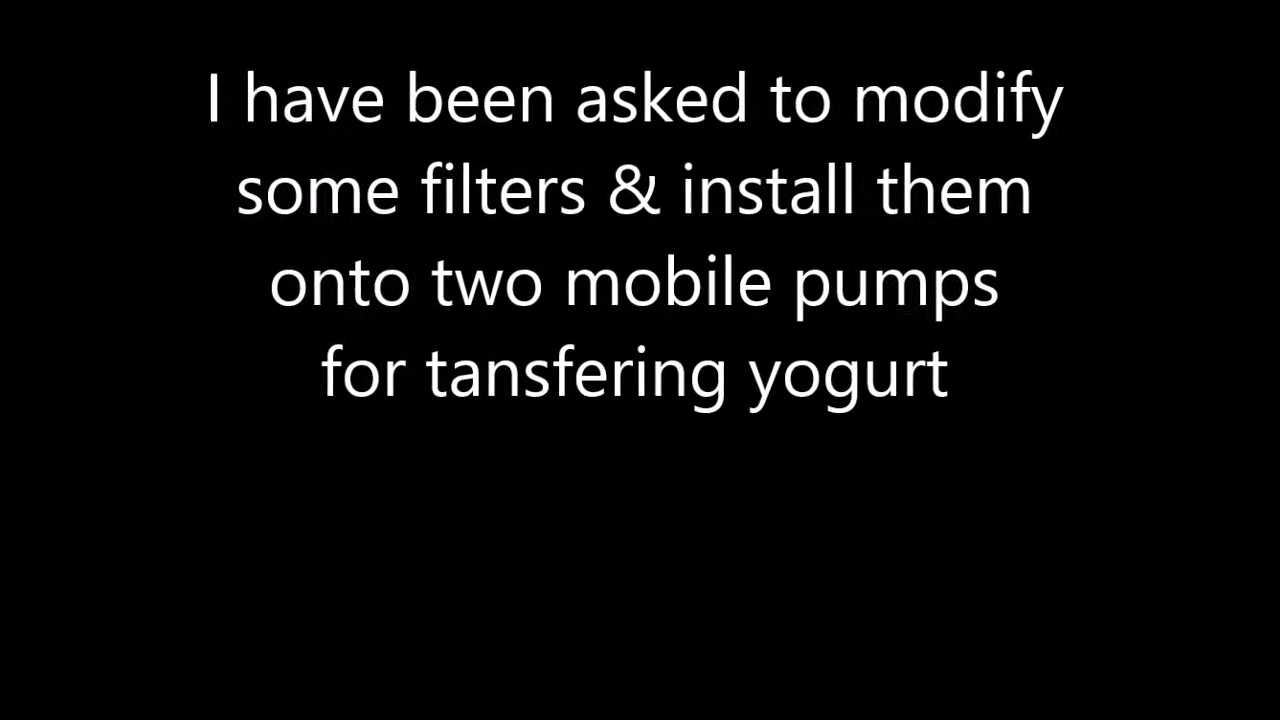 I have been asked to modify
some filters & install them
onto two mobile pumps
for tansfering yogurt